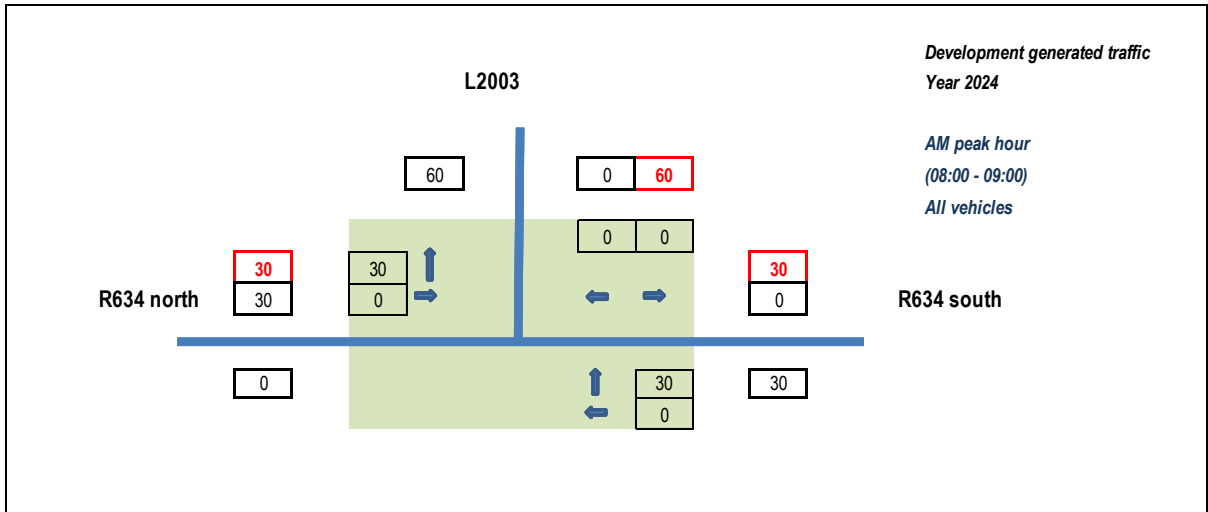 Development generated traffic
Year 2024
L2003
AM peak hour
(08:00 - 09:00)
All vehicles
60
0 60
0 0
30 30 30
R634 north 30 0 0 R634 south
0 30 30
0